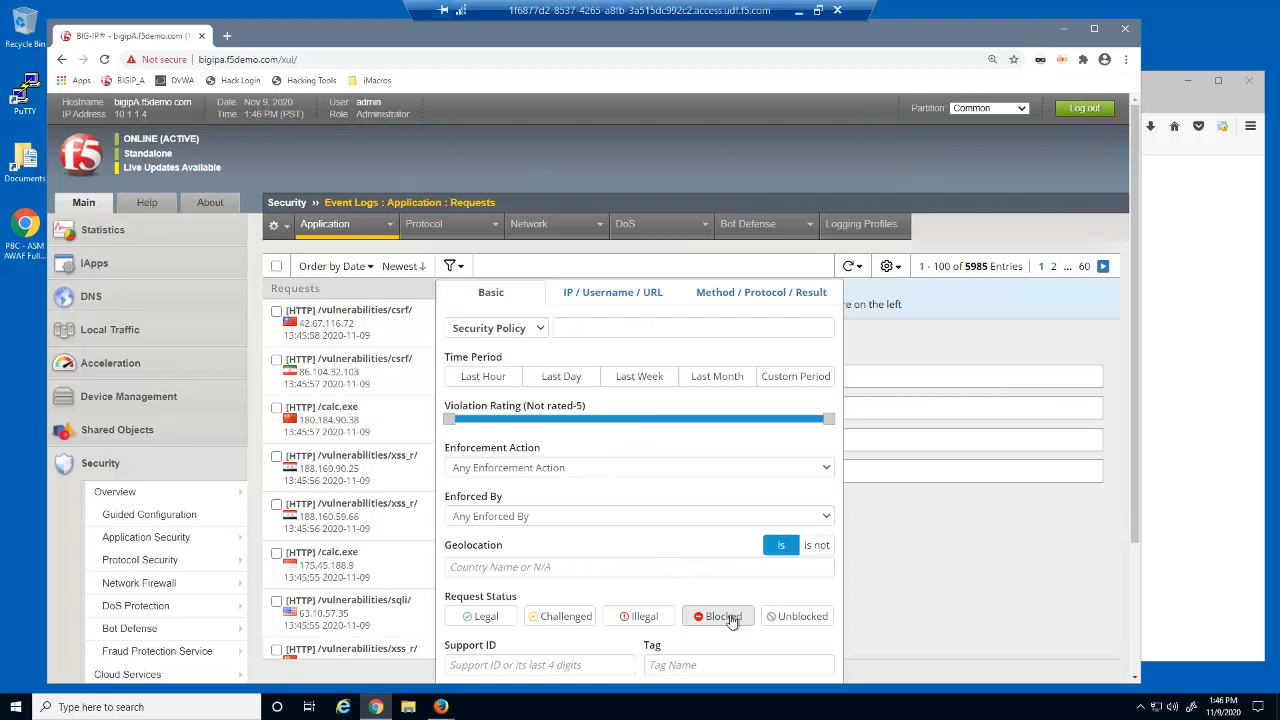 1f6877d2-8537-4265-a8fb-3a515dc992c2.access.udf.f5.com
Recycle Bin
PuTTY
Documents
PBC - ASM
AWAF Full...
BIG-IP® - bigipa.f5demo.com (1
Not secure
bigipa.f5demo.com/xui/
Apps
BIGIP_A
DVWA
Hack Login
Hacking Tools
iMacros
Hostname bigipA.f5demo.com
IP Address 10.1.1.4
Date Nov 9, 2020
Time 1:46 PM (PST)
User admin
Role Administrator
Partition: Common
Log out
f5
ONLINE (ACTIVE)
Standalone
Live Updates Available
Main
Help
About
Security ›› Event Logs : Application : Requests
Application
Protocol
Network
DoS
Bot Defense
Logging Profiles
Statistics
IApps
DNS
Local Traffic
Acceleration
Device Management
Shared Objects
Security
Overview
Guided Configuration
Application Security
Protocol Security
Network Firewall
DoS Protection
Bot Defense
Fraud Protection Service
Cloud Services
Order by Date
Newest
1 - 100 of 5985 Entries
1 2 ... 60
Requests
[HTTP] /vulnerabilities/csrf/
42.67.116.72
13:45:58 2020-11-09
[HTTP] /vulnerabilities/csrf/
86.104.32.103
13:45:57 2020-11-09
[HTTP] /calc.exe
180.184.90.38
13:45:57 2020-11-09
[HTTP] /vulnerabilities/xss_r/
188.160.90.25
13:45:56 2020-11-09
[HTTP] /vulnerabilities/xss_r/
188.160.59.66
13:45:56 2020-11-09
[HTTP] /calc.exe
175.45.188.9
13:45:55 2020-11-09
[HTTP] /vulnerabilities/sqli/
63.10.57.35
13:45:55 2020-11-09
[HTTP] /vulnerabilities/xss_r/
Basic
IP / Username / URL
Method / Protocol / Result
Security Policy
Time Period
Last Hour
Last Day
Last Week
Last Month
Custom Period
Violation Rating (Not rated-5)
Enforcement Action
Any Enforcement Action
Enforced By
Any Enforced By
Geolocation
Is
is not
Country Name or N/A
Request Status
Legal
Challenged
Illegal
Blocked
Unblocked
Support ID
Support ID or its last 4 digits
Tag
Tag Name
re on the left
Type here to search
1:46 PM
11/9/2020